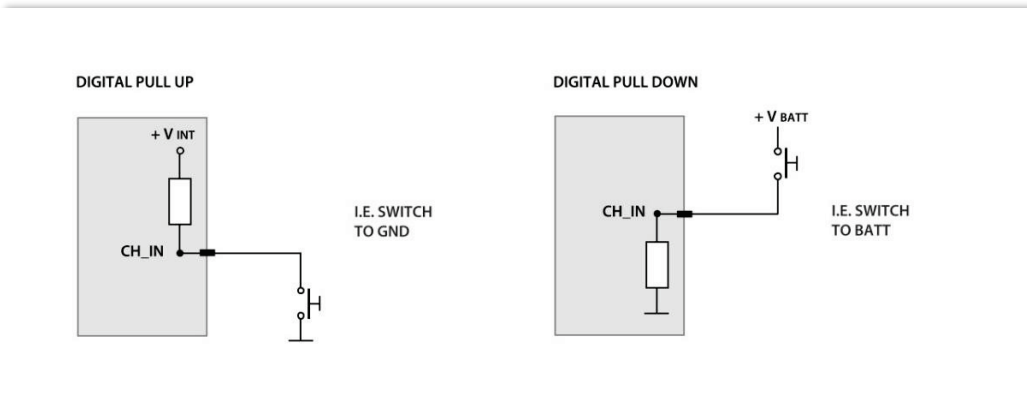 DIGITAL PULL UP
+ V INT
CH_IN
I.E. SWITCH
TO GND
DIGITAL PULL DOWN
+ V BATT
CH_IN
I.E. SWITCH
TO BATT